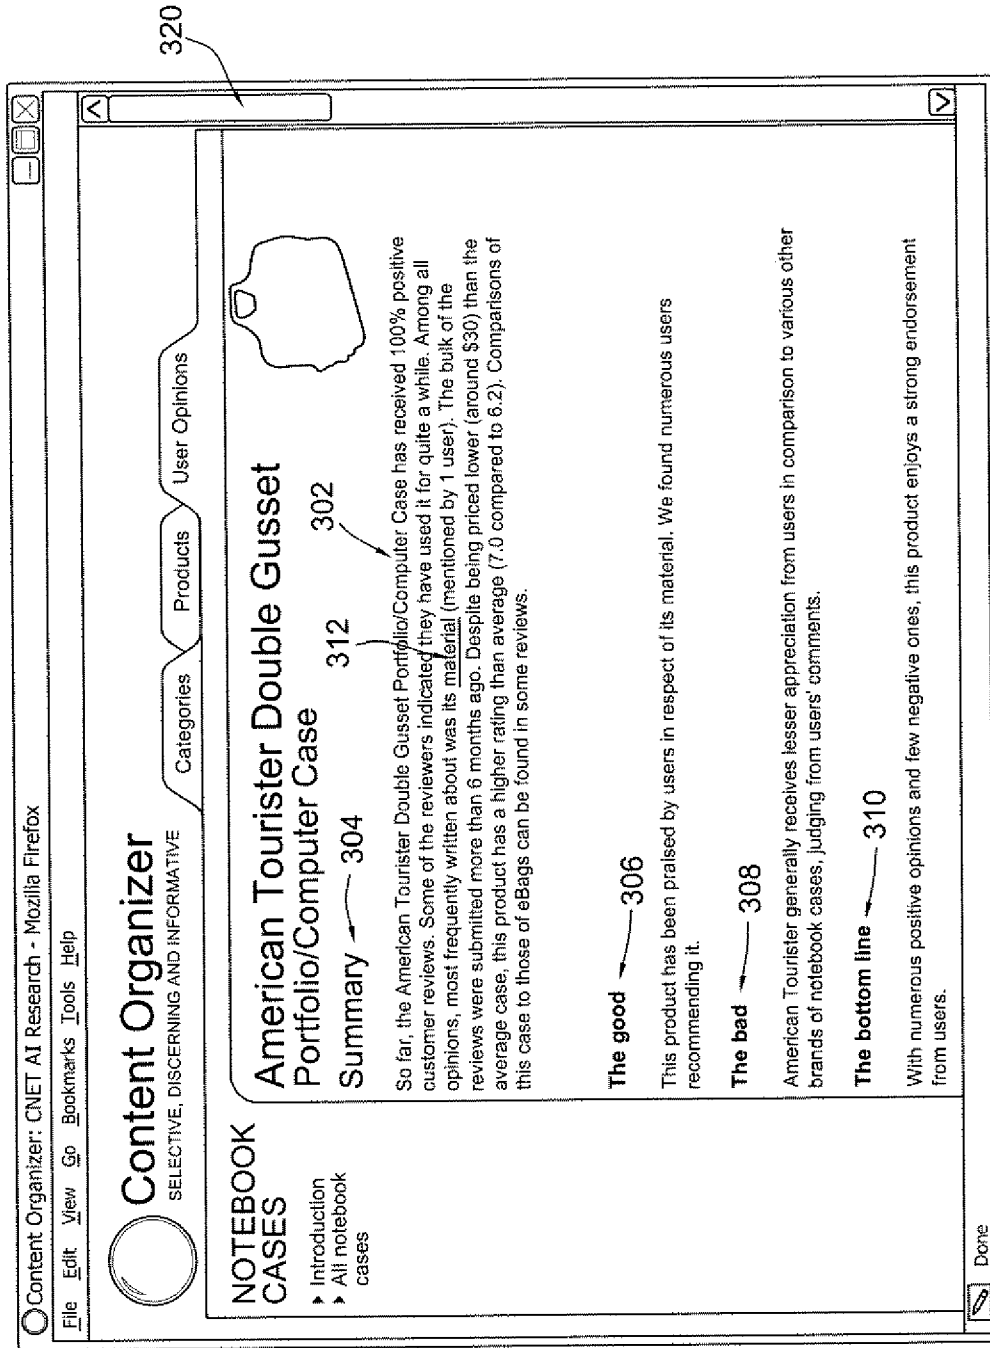 Content Organizer: CNET AI Research - Mozilla Firefox
File Edit View Go Bookmarks Tools Help
Content Organizer
SELECTIVE, DISCERNING AND INFORMATIVE
Categories
Products
User Opinions
320
NOTEBOOK
CASES
Introduction
All notebook
cases
American Tourister Double Gusset
Portfolio/Computer Case
Summary
304
312
302
So far, the American Tourister Double Gusset Portfolio/Computer Case has received 100% positive
customer reviews. Some of the reviewers indicated they have used it for quite a while. Among all
opinions, most frequently written about was its material (mentioned by 1 user). The bulk of the
reviews were submitted more than 6 months ago. Despite being priced lower (around $30) than the
average case, this product has a higher rating than average (7.0 compared to 6.2). Comparisons of
this case to those of eBags can be found in some reviews.
The good
306
This product has been praised by users in respect of its material. We found numerous users
recommending it.
The bad
308
American Tourister generally receives lesser appreciation from users in comparison to various other
brands of notebook cases, judging from users' comments.
The bottom line
310
With numerous positive opinions and few negative ones, this product enjoys a strong endorsement
from users.
Done